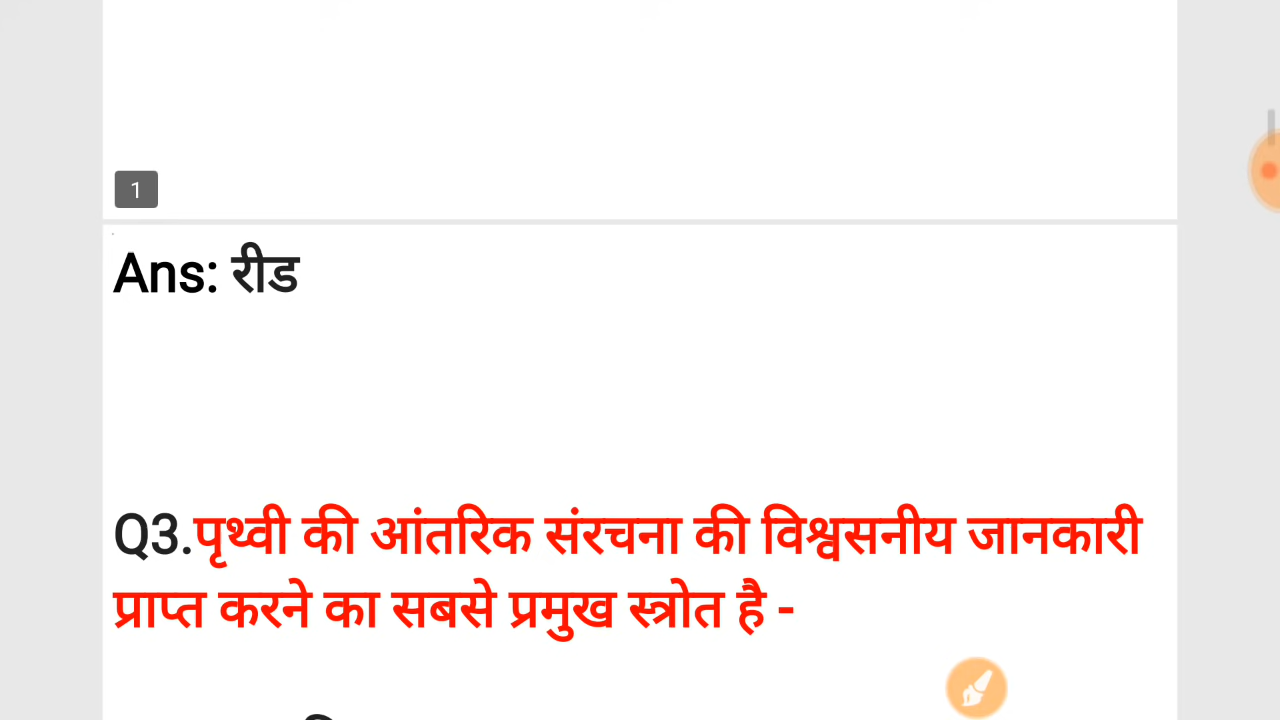 1
Ans: रीड
Q3.पृथ्वी की आंतरिक संरचना की विश्वसनीय जानकारी
प्राप्त करने का सबसे प्रमुख स्त्रोत है -